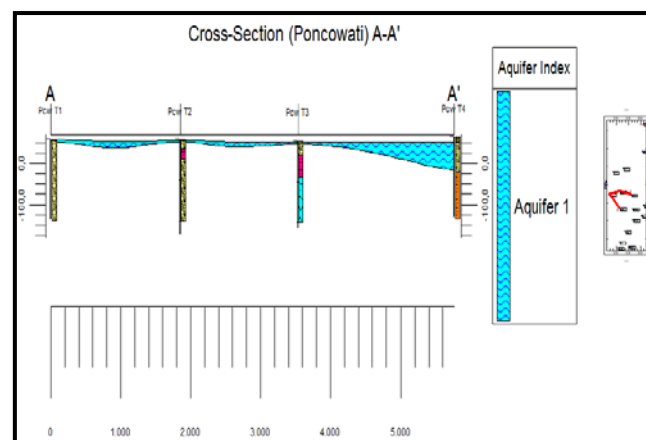 Cross-Section (Poncowati) A-A'
A A'
Pcw T1 Pcw T2 Pcw T3 Pcw T4
0,0 0,0
-100,0 -100,0
0 1.000 2.000 3.000 4.000 5.000
Aquifer Index
Aquifer 1